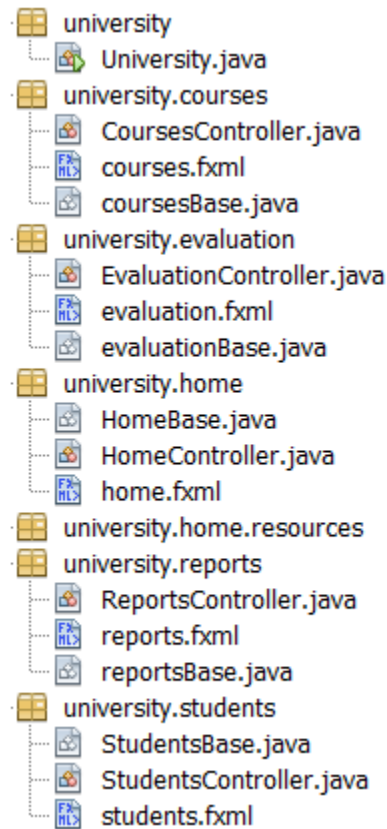 university
University.java
university.courses
CoursesController.java
courses.fxml
coursesBase.java
university.evaluation
EvaluationController.java
evaluation.fxml
evaluationBase.java
university.home
HomeBase.java
HomeController.java
home.fxml
university.home.resources
university.reports
ReportsController.java
reports.fxml
reportsBase.java
university.students
StudentsBase.java
StudentsController.java
students.fxml